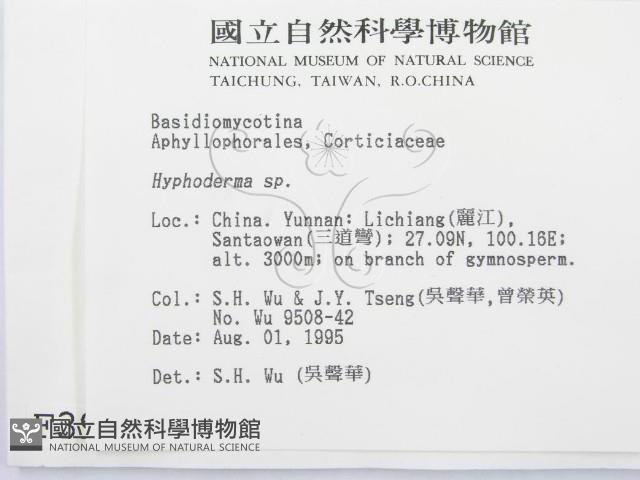 國立自然科學博物館
NATIONAL MUSEUM OF NATURAL SCIENCE
TAICHUNG, TAIWAN, R.O.CHINA
Basidiomycotina
Aphyllophorales, Corticiaceae
Hyphoderma sp.
Loc.: China. Yunnan: Lichiang(麗江),
Santaowan(三道彎); 27.09N, 100.16E;
alt. 3000m; on branch of gymnosperm.
Col.: S.H. Wu & J.Y. Tseng(吳聲華,曾榮英)
No. Wu 9508-42
Date: Aug. 01, 1995
Det.: S.H. Wu (吳聲華)
國立自然科學博物館
NATIONAL MUSEUM OF NATURAL SCIENCE